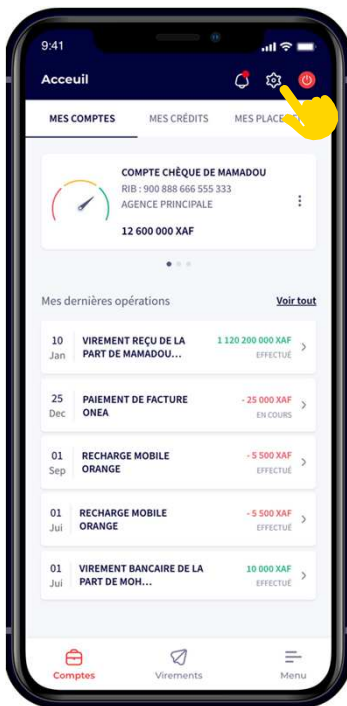 9:41
Acceuil
MES COMPTES MES CRÉDITS MES PLACE
COMPTE CHÈQUE DE MAMADOU
RIB : 900 888 666 555 333
AGENCE PRINCIPALE
12 600 000 XAF
Mes dernières opérations Voir tout
10 VIREMENT REÇU DE LA 1 120 200 000 XAF
Jan PART DE MAMADOU... EFFECTUÉ
25 PAIEMENT DE FACTURE - 25 000 XAF
Dec ONEA EN COURS
01 RECHARGE MOBILE - 5 500 XAF
Sep ORANGE EFFECTUÉ
01 RECHARGE MOBILE - 5 500 XAF
Jui ORANGE EFFECTUÉ
01 VIREMENT BANCAIRE DE LA 10 000 XAF
Jui PART DE MOH... EFFECTUÉ
Comptes Virements Menu